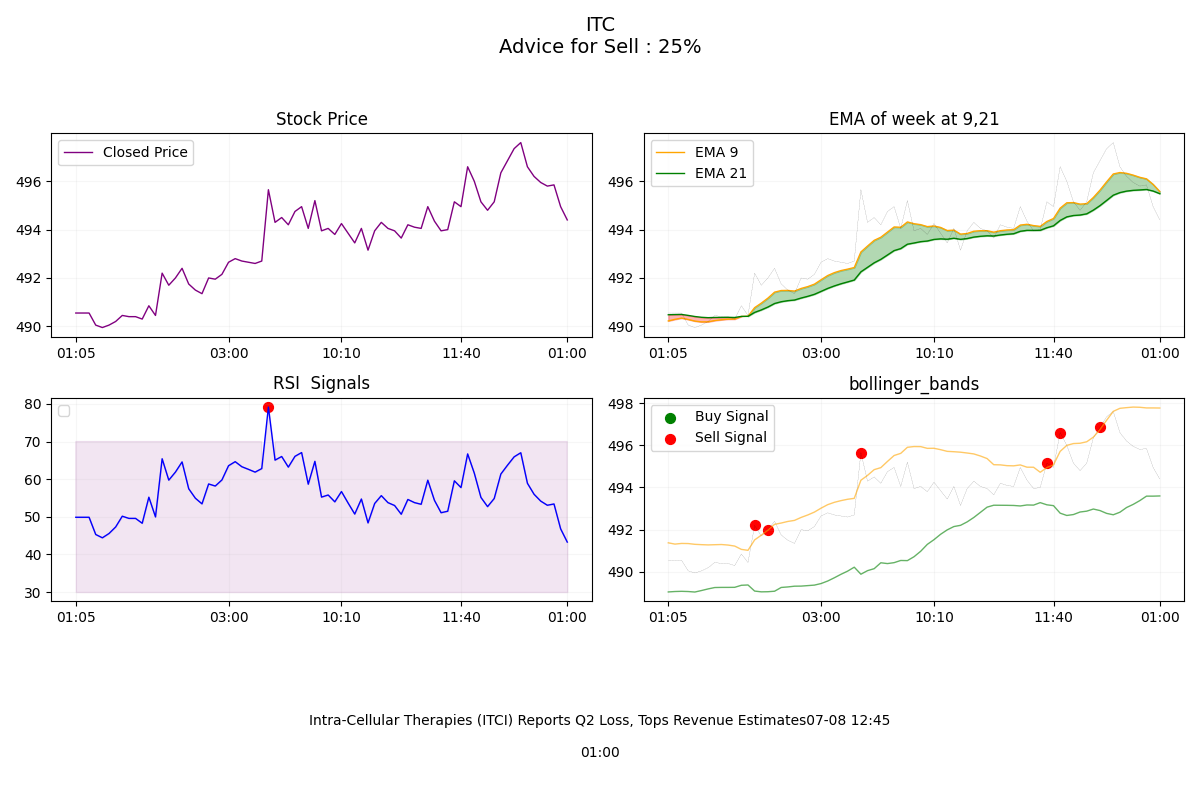 ITC
Advice for Sell : 25%
Stock Price
Closed Price
496
494
492
490
01:05 03:00 10:10 11:40 01:00
EMA of week at 9,21
EMA 9
EMA 21
496
494
492
490
01:05 03:00 10:10 11:40 01:00
RSI  Signals
80
70
60
50
40
30
01:05 03:00 10:10 11:40 01:00
bollinger_bands
Buy Signal
Sell Signal
498
496
494
492
490
01:05 03:00 10:10 11:40 01:00
Intra-Cellular Therapies (ITCI) Reports Q2 Loss, Tops Revenue Estimates07-08 12:45
01:00